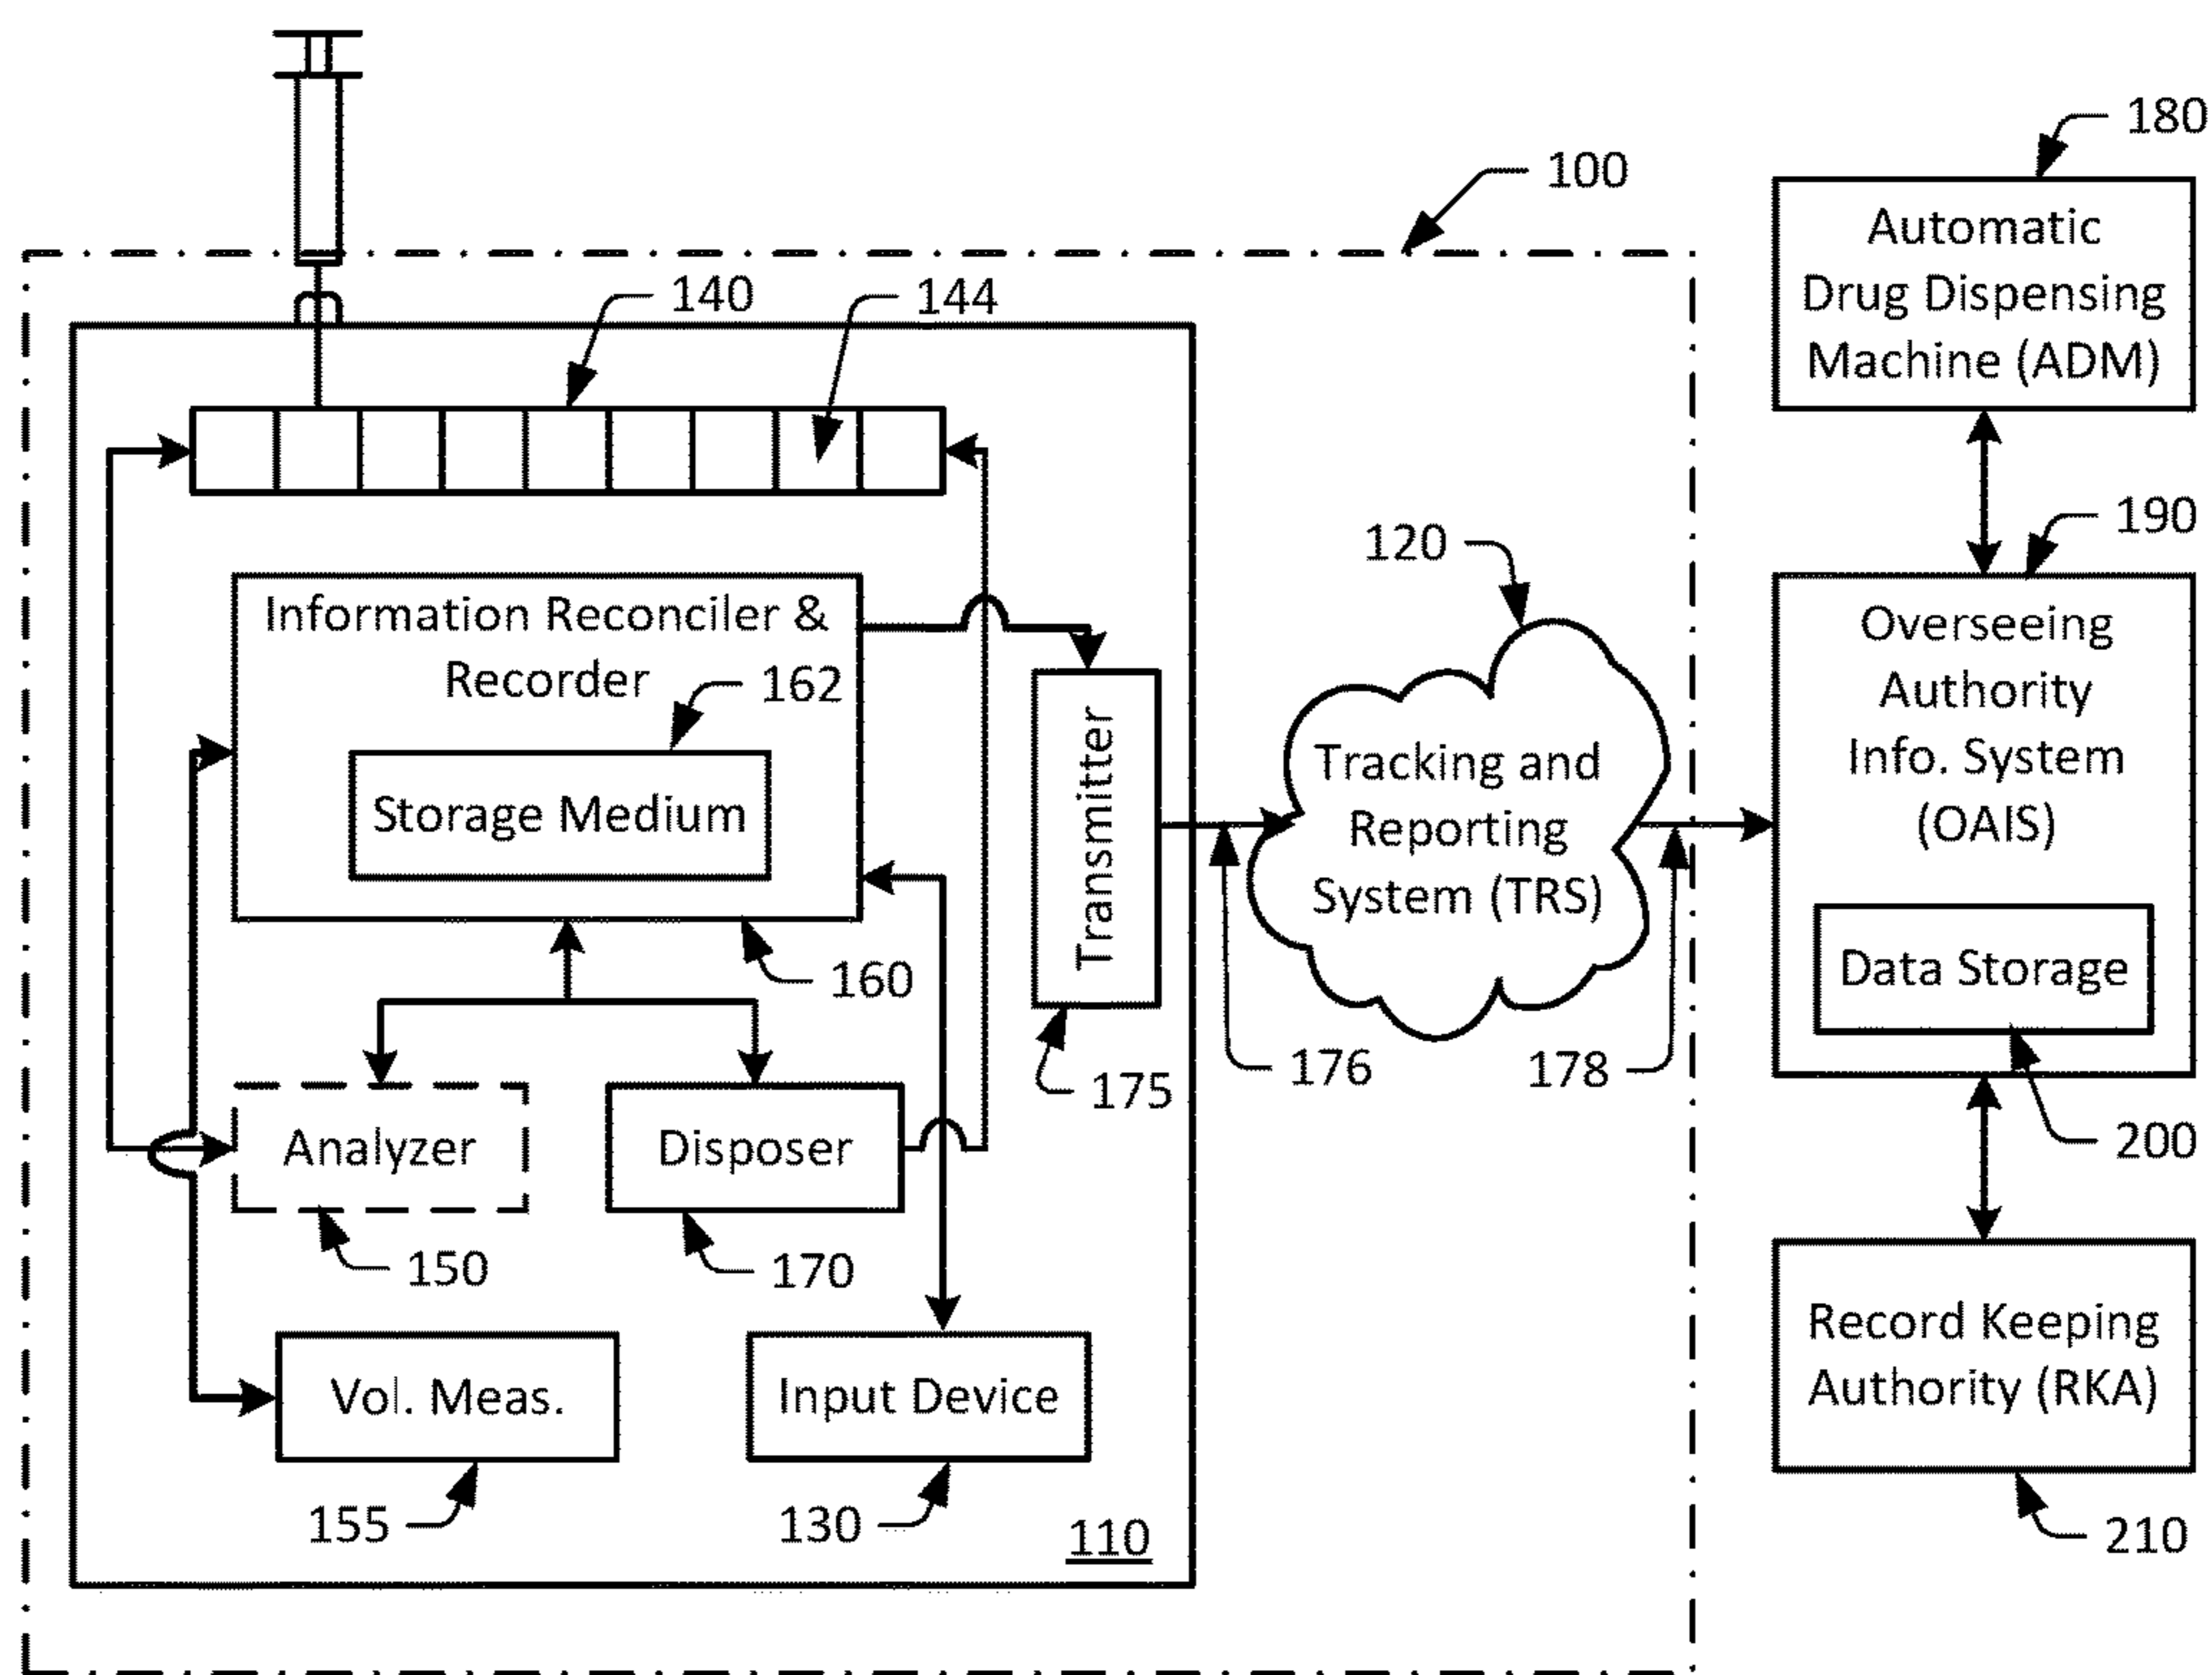 180
100
Automatic
Drug Dispensing
Machine (ADM)
140
144
190
120
Information Reconciler &
Recorder
162
Storage Medium
160
Transmitter
175
Tracking and
Reporting
System (TRS)
176
178
Overseeing
Authority
Info. System
(OAIS)
Data Storage
200
Analyzer
150
Disposer
170
Vol. Meas.
155
Input Device
130
110
Record Keeping
Authority (RKA)
210